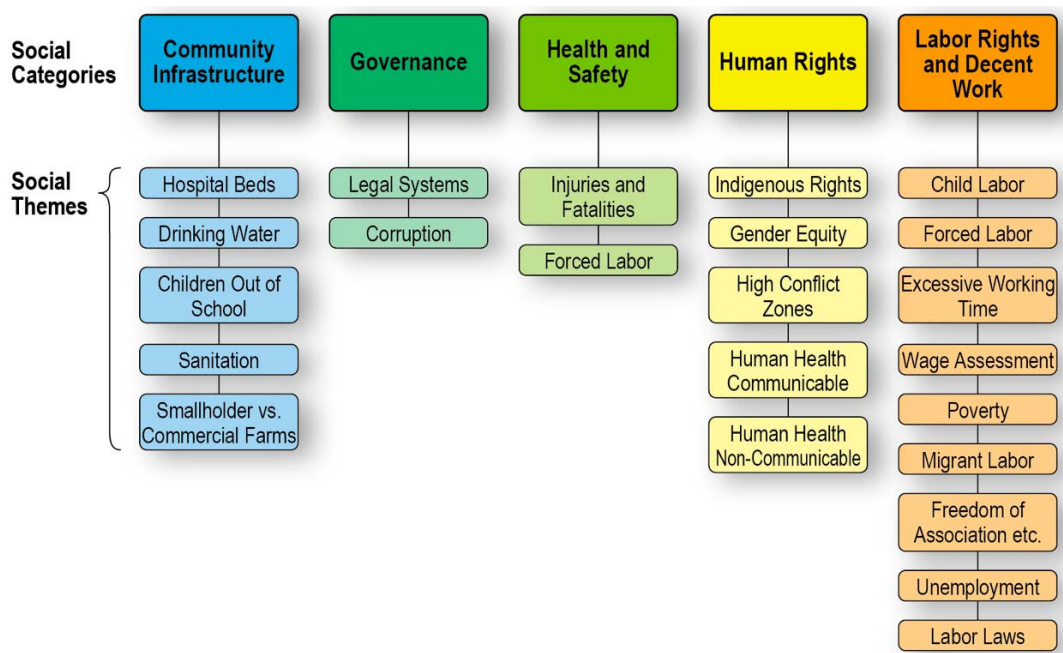 Social
Categories
Community
Infrastructure
Governance
Health and
Safety
Human Rights
Labor Rights
and Decent
Work
Social
Themes
Hospital Beds
Drinking Water
Children Out of
School
Sanitation
Smallholder vs.
Commercial Farms
Legal Systems
Corruption
Injuries and
Fatalities
Forced Labor
Indigenous Rights
Gender Equity
High Conflict
Zones
Human Health
Communicable
Human Health
Non-Communicable
Child Labor
Forced Labor
Excessive Working
Time
Wage Assessment
Poverty
Migrant Labor
Freedom of
Association etc.
Unemployment
Labor Laws